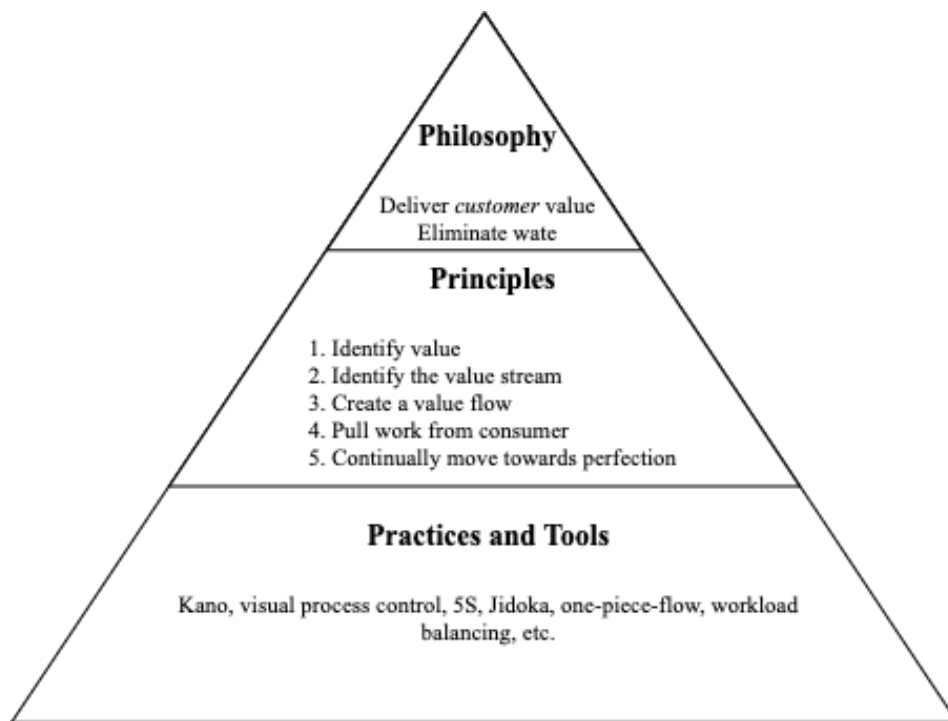 Philosophy
Deliver customer value
Eliminate wate
Principles
1. Identify value
2. Identify the value stream
3. Create a value flow
4. Pull work from consumer
5. Continually move towards perfection
Practices and Tools
Kano, visual process control, 5S, Jidoka, one-piece-flow, workload
balancing, etc.